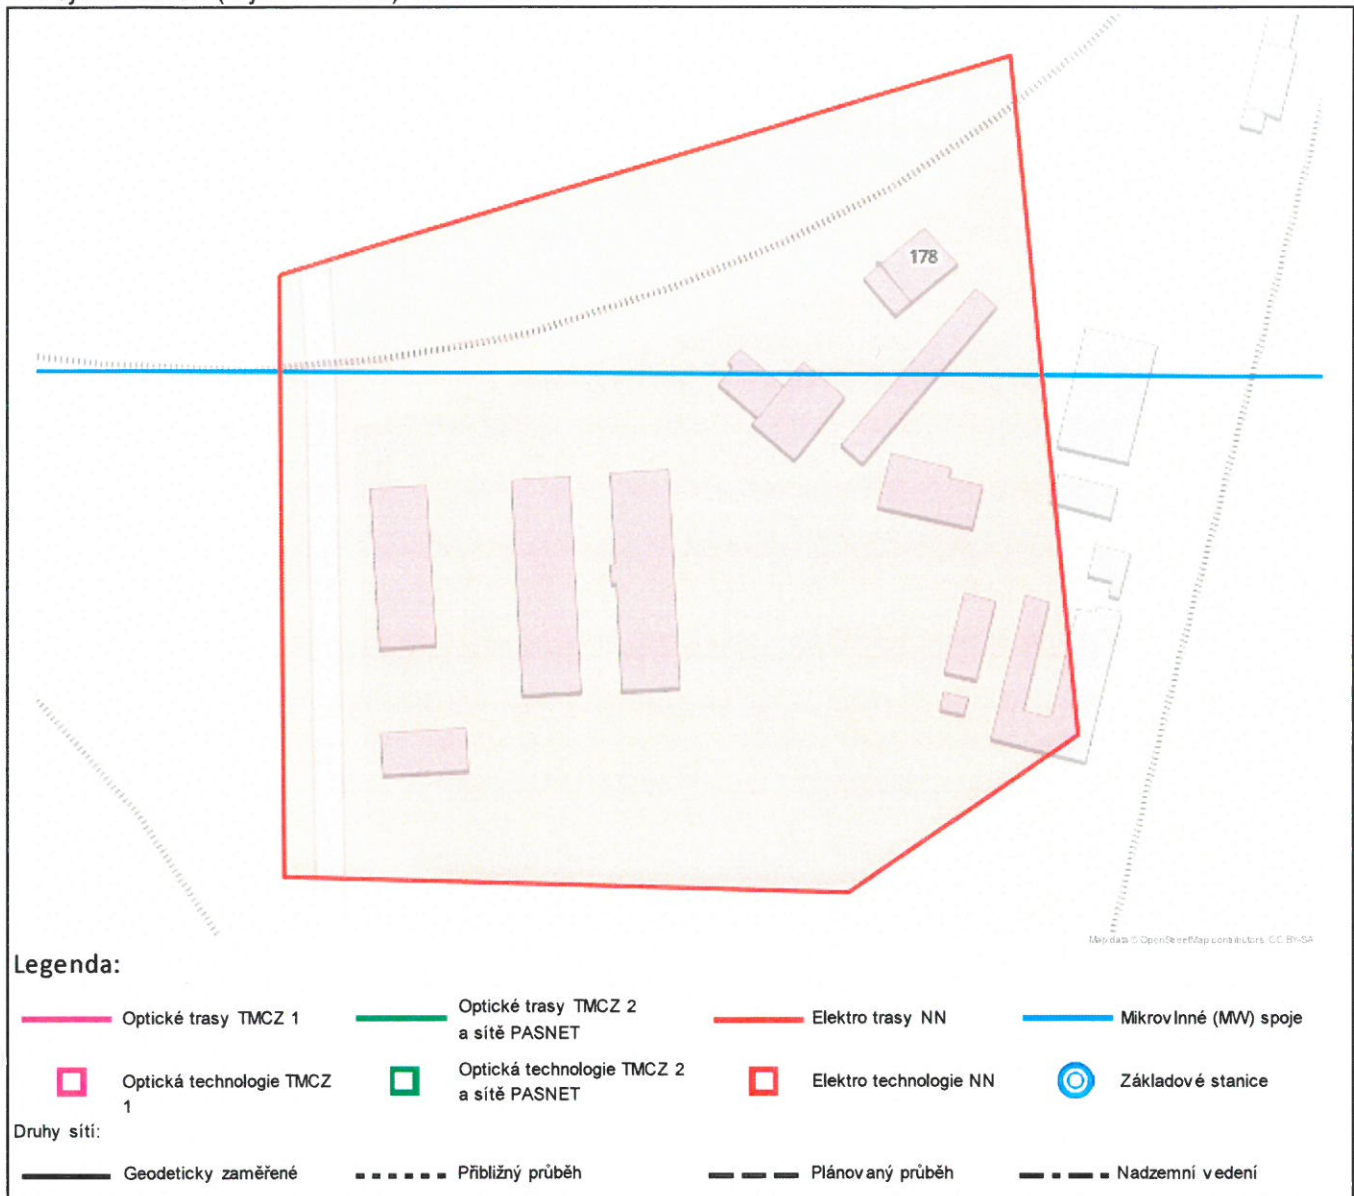 178
Map data © OpenStreetMap contributors, CC BY-SA
Legenda:
Optické trasy TMCZ 1
Optické trasy TMCZ 2
a sítě PASNET
Elektro trasy NN
Mikrovlnné (MW) spoje
Optická technologie TMCZ
1
Optická technologie TMCZ 2
a sítě PASNET
Elektro technologie NN
Základové stanice
Druhy sítí:
Geodeticky zaměřené
Přibližný průběh
Plánovaný průběh
Nadzemní vedení